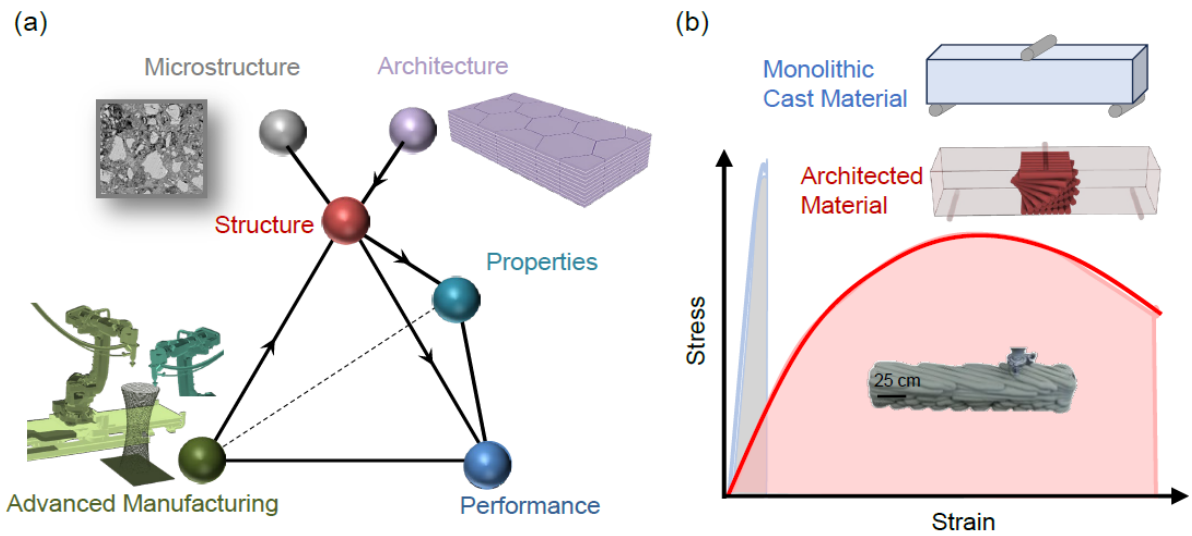 (a)
Microstructure
Architecture
Structure
Properties
Advanced Manufacturing
Performance
(b)
Monolithic
Cast Material
Architected
Material
Stress
25 cm
Strain